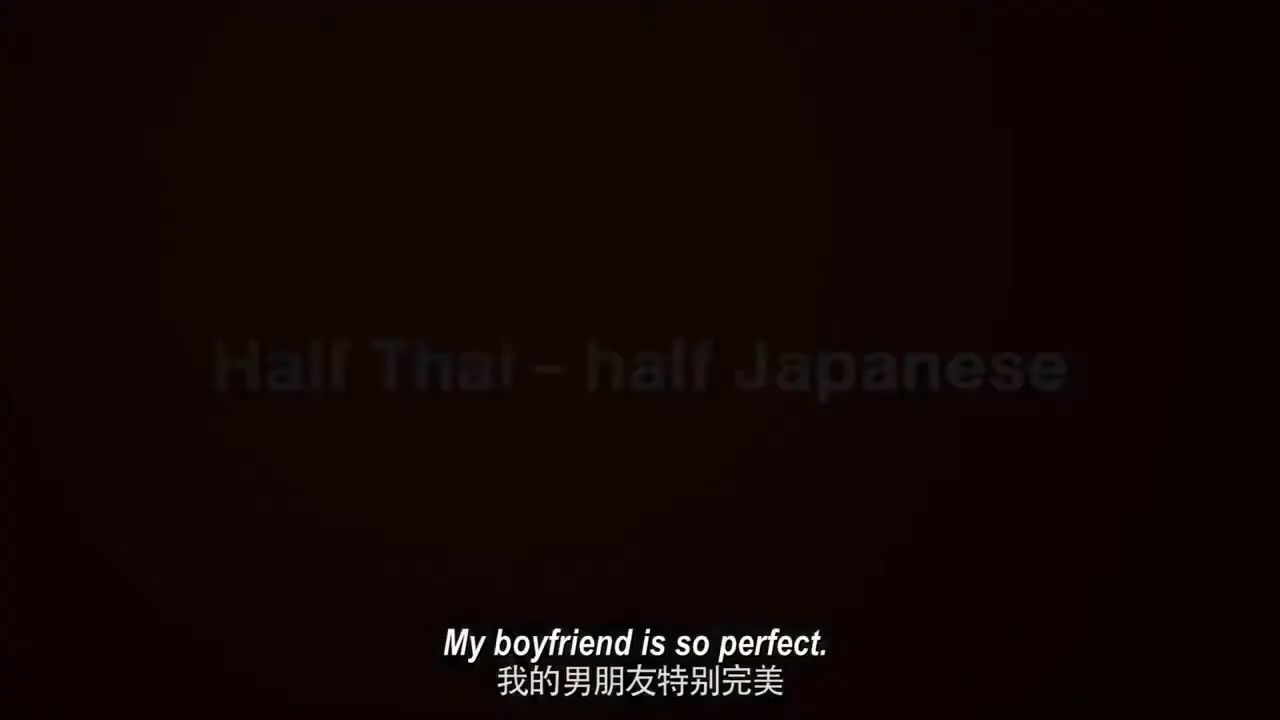 Half Thai – half Japanese
My boyfriend is so perfect.
我的男朋友特别完美